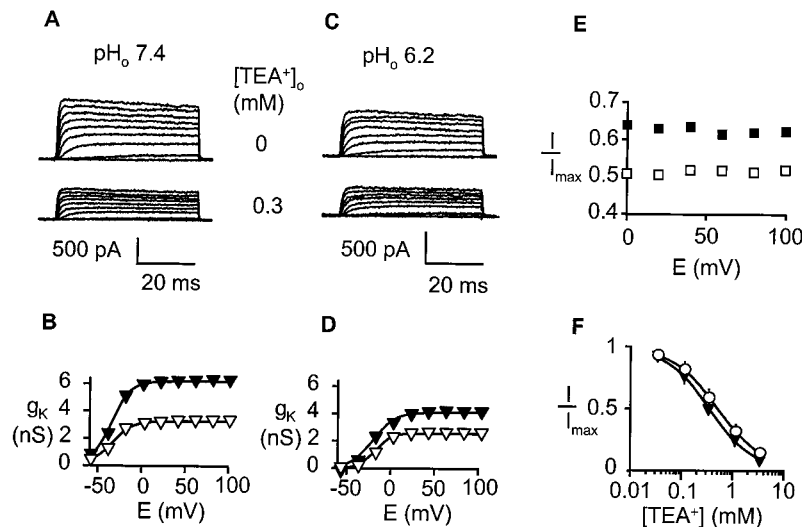 A
pHo 7.4
[TEA+]o
(mM)
0
0.3
500 pA
20 ms
C
pHo 6.2
500 pA
20 ms
E
I
Imax
0.7
0.6
0.5
0.4
0
50
100
E (mV)
B
gK
(nS)
6
4
2
0
-50
0
50
100
E (mV)
D
6
4
2
0
-50
0
50
100
E (mV)
F
I
Imax
1
0.5
0
0.01
0.1
1
10
[TEA+] (mM)